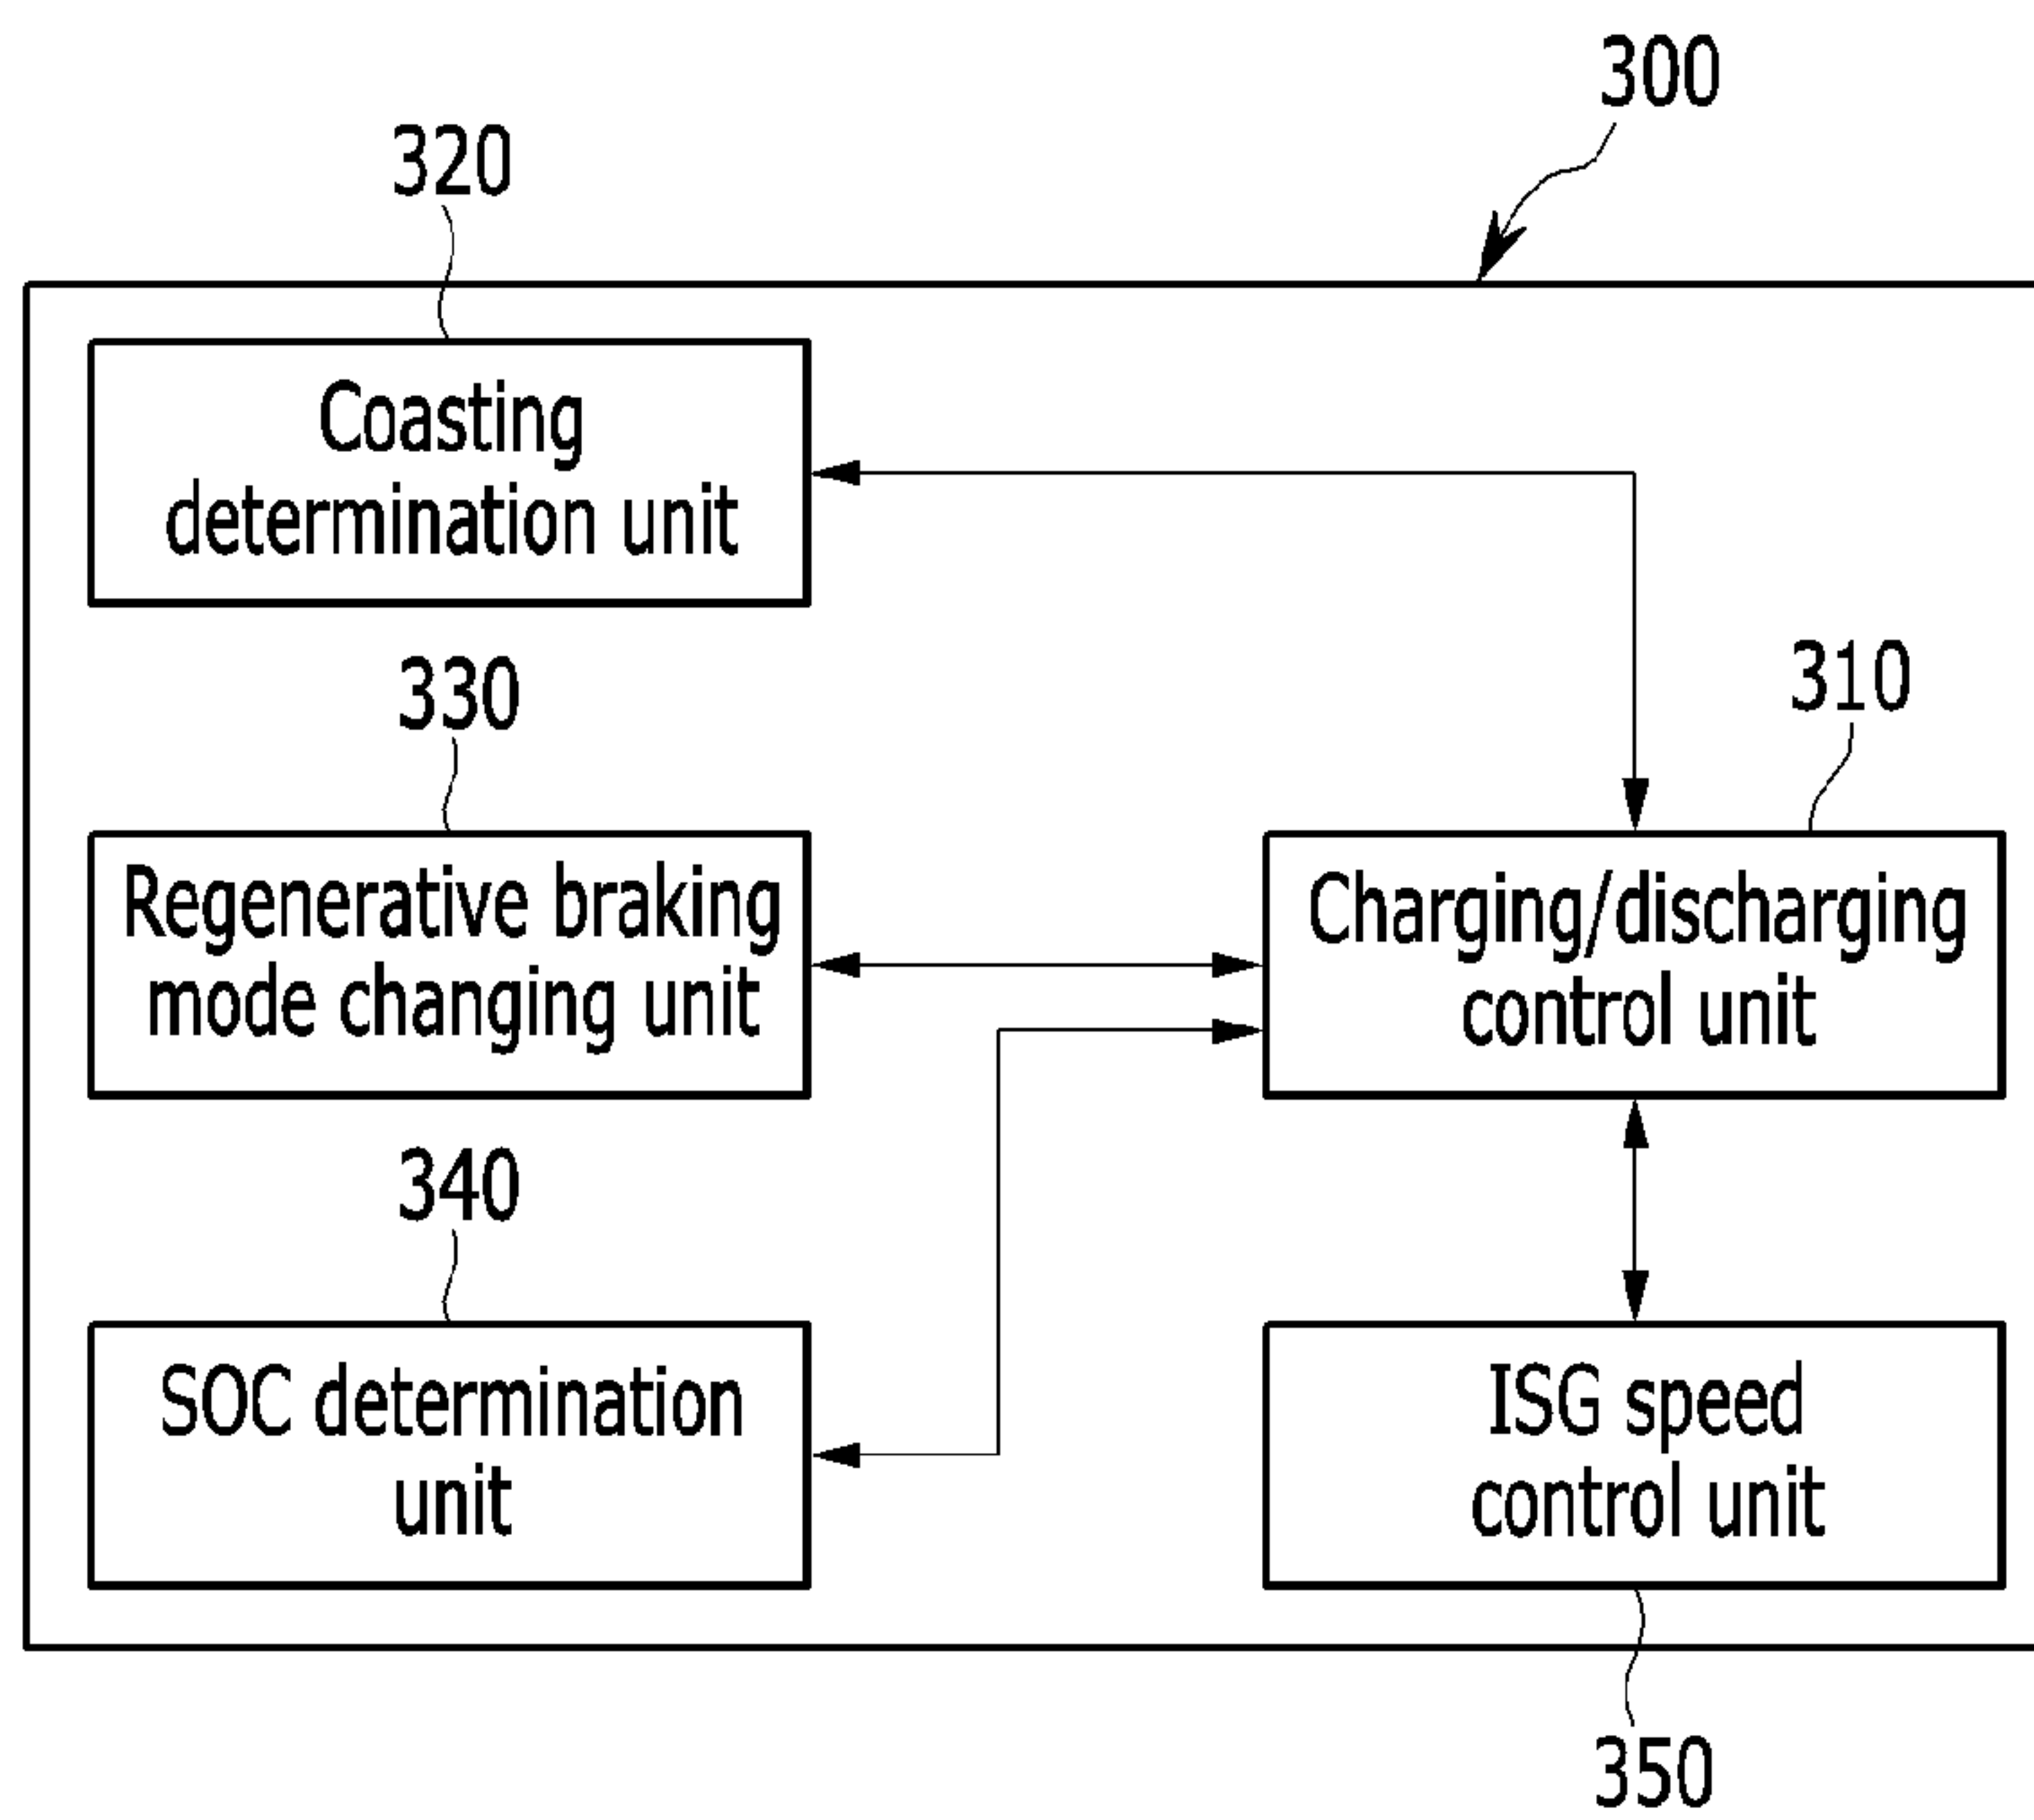 300
320
Coasting
determination unit
330
310
Regenerative braking
mode changing unit
Charging/discharging
control unit
340
SOC determination
unit
ISG speed
control unit
350